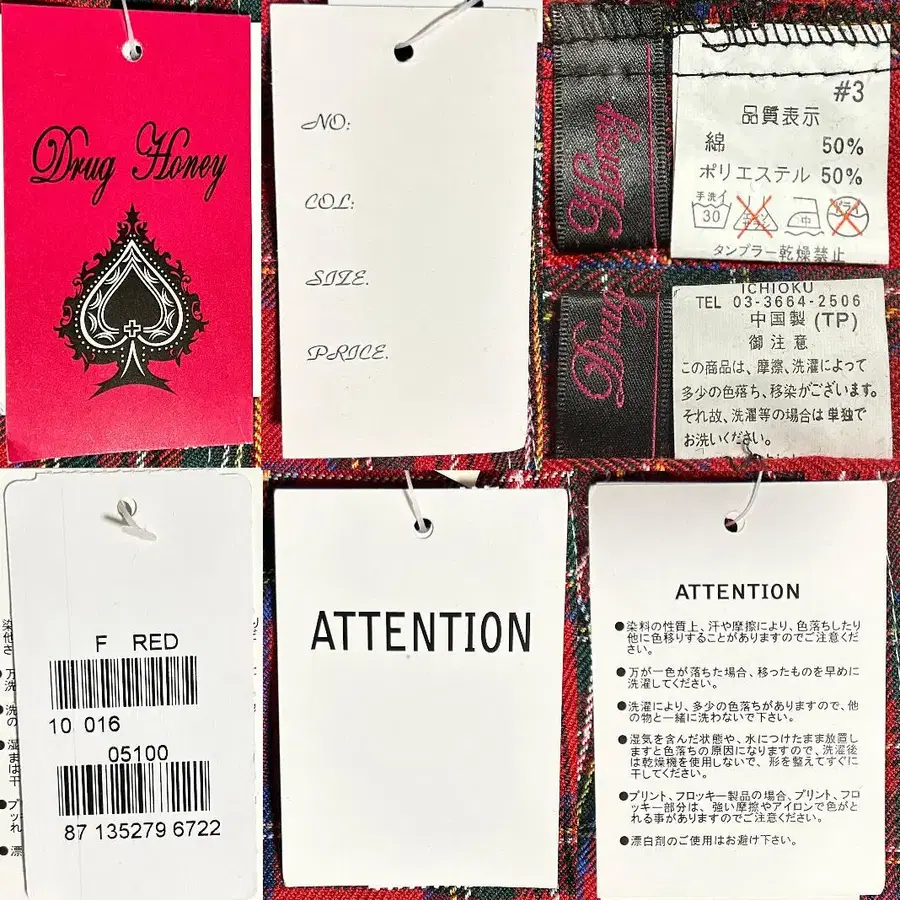 Drug Honey
NO:
COL:
SIZE.
PRICE.
Honey
#3
品質表示
綿 50%
ポリエステル 50%
手洗イ
30
中
ドライ
タンブラー乾燥禁止
Drug
ICHIOKU
TEL 03-3664-2506
中国製 (TP)
御注意
この商品は、摩擦、洗濯によって
多少の色落ち、移染がございます。
それ故、洗濯等の場合は単独で
お洗いください。
F RED
10 016
05100
87 135279 6722
ATTENTION
ATTENTION
●染料の性質上、汗や摩擦により、色落ちしたり
他に色移りすることがありますのでご注意くだ
さい。
●万が一色が落ちた場合、移ったものを早めに
洗濯してください。
●洗濯により、多少の色落ちがありますので、他
の物と一緒に洗わないで下さい。
●湿気を含んだ状態や、水につけたまま放置し
ますと色落ちの原因になりますので、洗濯後
は乾燥機を使用しないで、形を整えてすぐに
干してください。
●プリント、フロッキー製品の場合、プリント、フロ
ッキー部分は、強い摩擦やアイロンで色がと
れる事がありますのでご注意ください。
●漂白剤のご使用はお避け下さい。